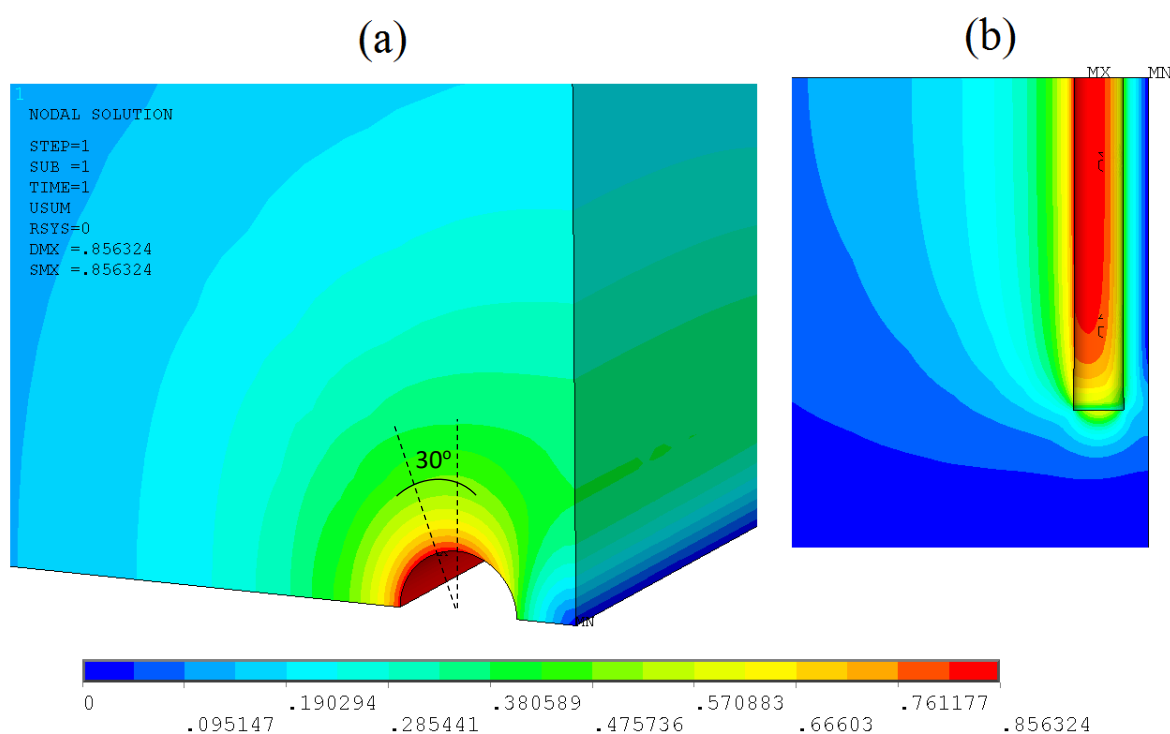 (a)
(b)
1
NODAL SOLUTION
STEP=1
SUB =1
TIME=1
USUM
RSYS=0
DMX =.856324
SMX =.856324
30º
MN
MX
MN
0
.095147
.190294
.285441
.380589
.475736
.570883
.66603
.761177
.856324